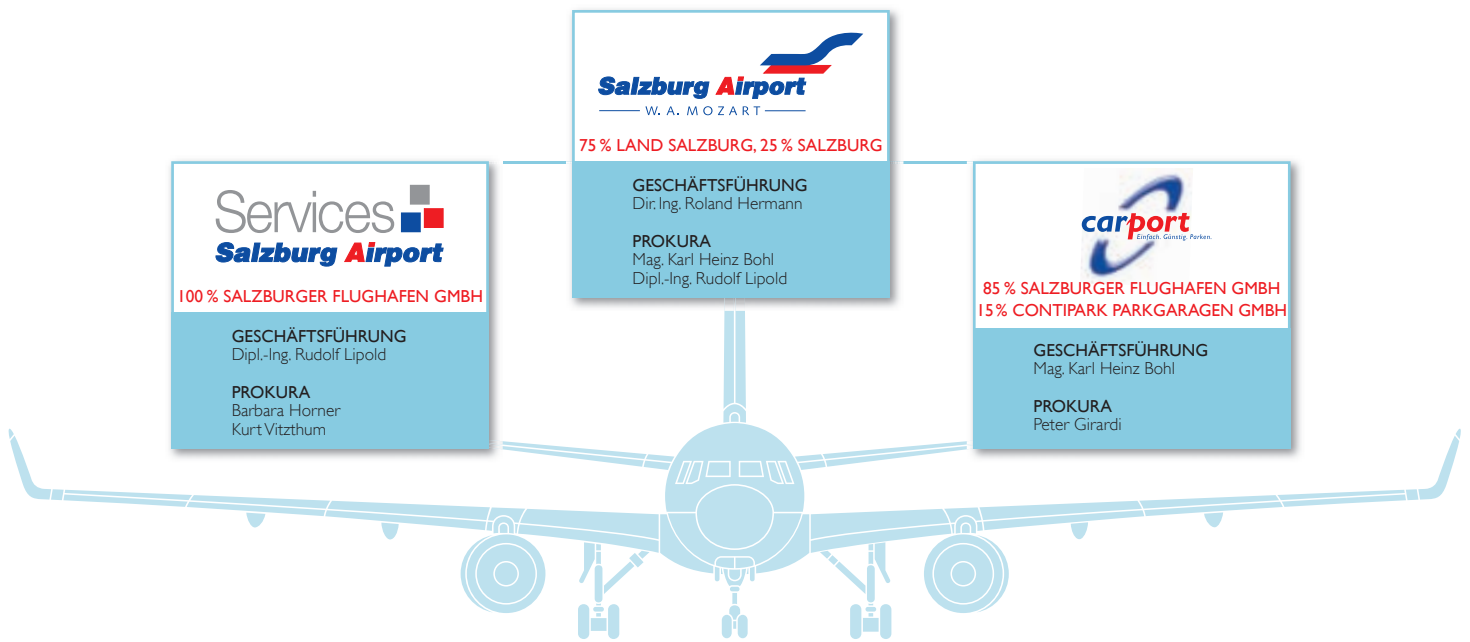 Salzburg Airport
W. A. MOZART
75 % LAND SALZBURG, 25 % SALZBURG
GESCHÄFTSFÜHRUNG
Dir. Ing. Roland Hermann
PROKURA
Mag. Karl Heinz Bohl
Dipl.-Ing. Rudolf Lipold
Services
Salzburg Airport
100 % SALZBURGER FLUGHAFEN GMBH
GESCHÄFTSFÜHRUNG
Dipl.-Ing. Rudolf Lipold
PROKURA
Barbara Horner
Kurt Vitzthum
carport
Einfach. Günstig. Parken.
85 % SALZBURGER FLUGHAFEN GMBH
15 % CONTIPARK PARKGARAGEN GMBH
GESCHÄFTSFÜHRUNG
Mag. Karl Heinz Bohl
PROKURA
Peter Girardi